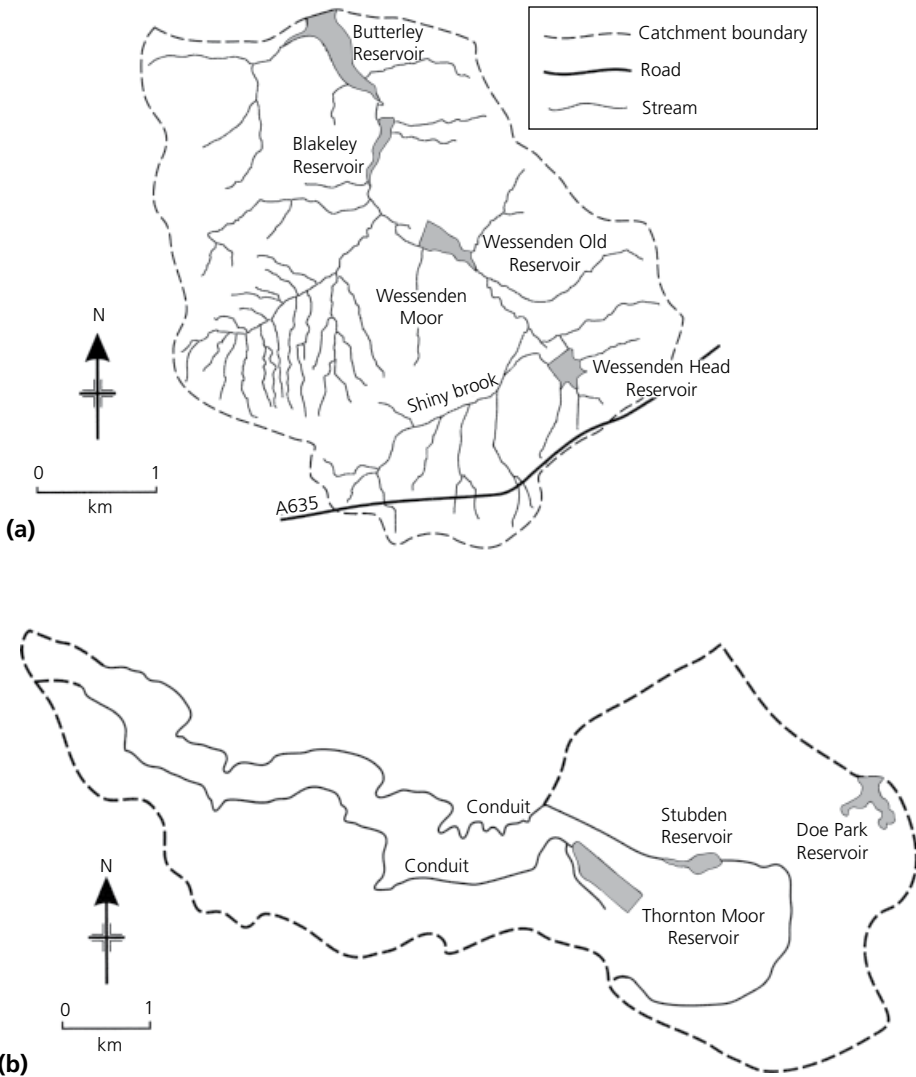 Butterley
Reservoir
Catchment boundary
Road
Stream
Blakeley
Reservoir
Wessenden Old
Reservoir
Wessenden
Moor
N
Wessenden Head
Reservoir
Shiny brook
0 1
km
A635
(a)
Conduit
Stubden
Reservoir
Doe Park
Reservoir
Conduit
N
Thornton Moor
Reservoir
0 1
km
(b)